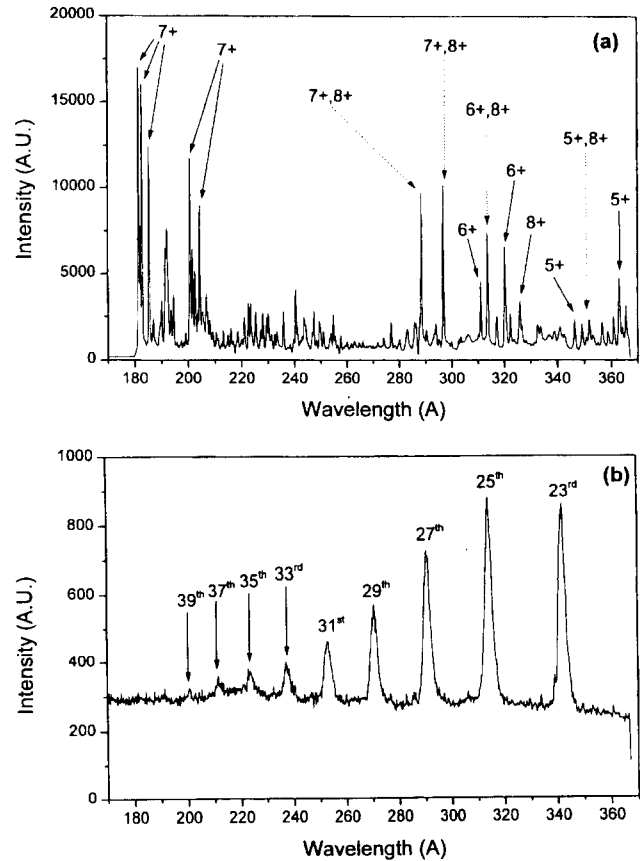 (a)
20000
15000
10000
5000
0
Intensity (A.U.)
7+
7+
7+,8+
7+,8+
6+
6+,8+
6+
8+
5+
5+,8+
5+
180 200 220 240 260 280 300 320 340 360
Wavelength (A)
(b)
1000
800
600
400
200
0
Intensity (A.U.)
39th
37th
35th
33rd
31st
29th
27th
25th
23rd
200 220 240 260 280 300 320 340 360
180
Wavelength (A)